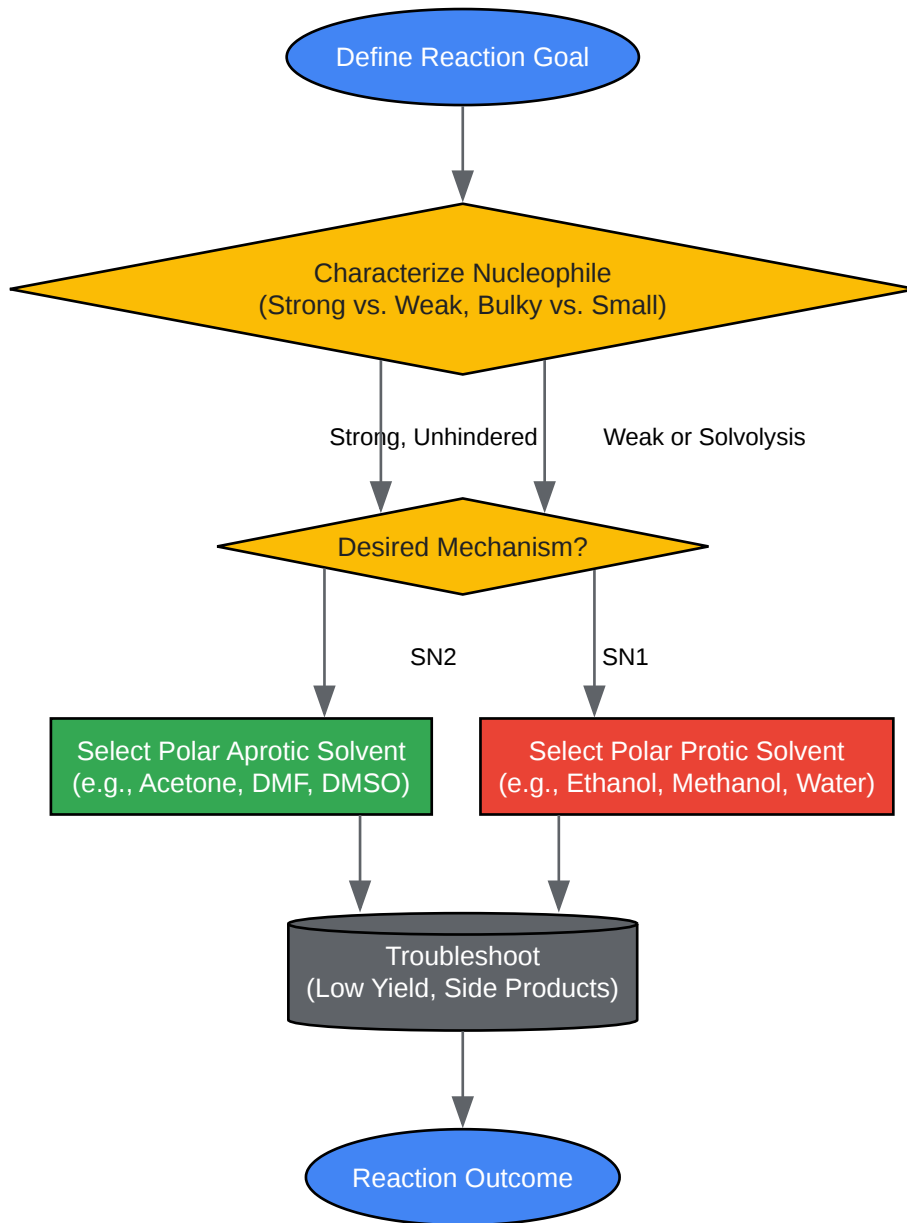 Define Reaction Goal
Characterize Nucleophile
(Strong vs. Weak, Bulky vs. Small)
Strong, Unhindered
Weak or Solvolysis
Desired Mechanism?
SN2
SN1
Select Polar Aprotic Solvent
(e.g., Acetone, DMF, DMSO)
Select Polar Protic Solvent
(e.g., Ethanol, Methanol, Water)
Troubleshoot
(Low Yield, Side Products)
Reaction Outcome